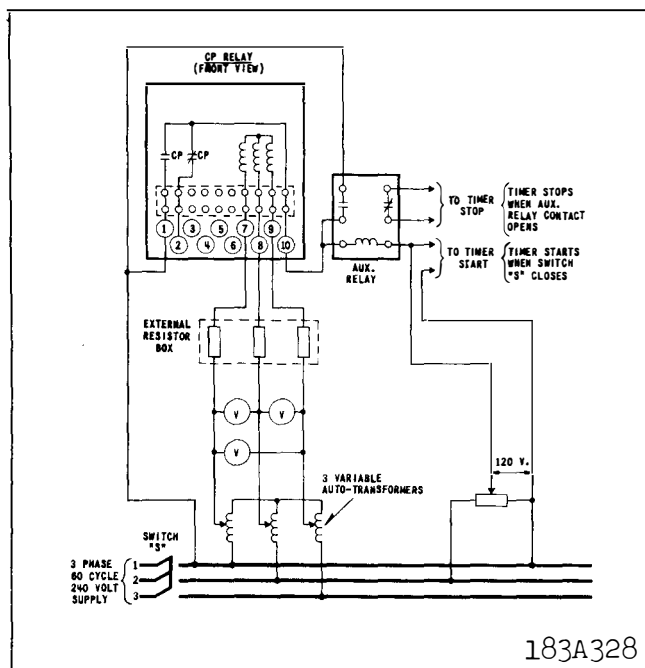 CP RELAY
(FRONT VIEW)
CP
CP
1
3
5
7
9
2
4
6
8
10
AUX.
RELAY
TO TIMER
STOP
TIMER STOPS
WHEN AUX.
RELAY CONTACT
OPENS
TO TIMER
START
TIMER STARTS
WHEN SWITCH
"S" CLOSES
EXTERNAL
RESISTOR
BOX
V
V
V
120 V.
3 VARIABLE
AUTO-TRANSFORMERS
SWITCH
"S"
3 PHASE
60 CYCLE
240 VOLT
SUPPLY
1
2
3
183A328